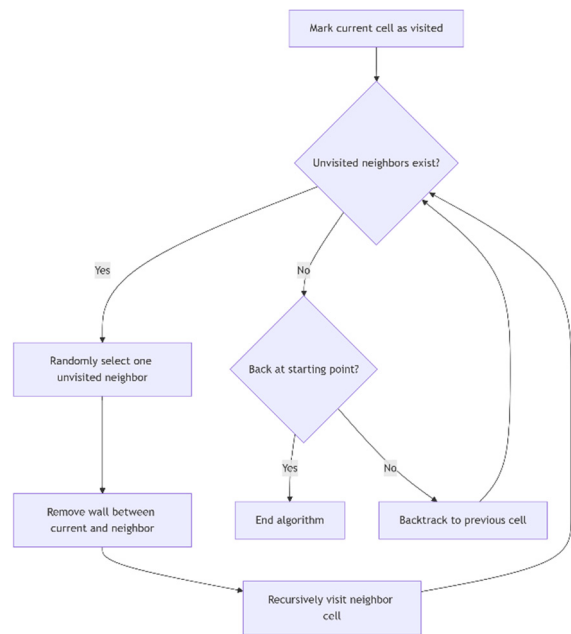 Mark current cell as visited
Unvisited neighbors exist?
Yes
No
Randomly select one
unvisited neighbor
Back at starting point?
Yes
No
Remove wall between
current and neighbor
End algorithm
Backtrack to previous cell
Recursively visit neighbor
cell